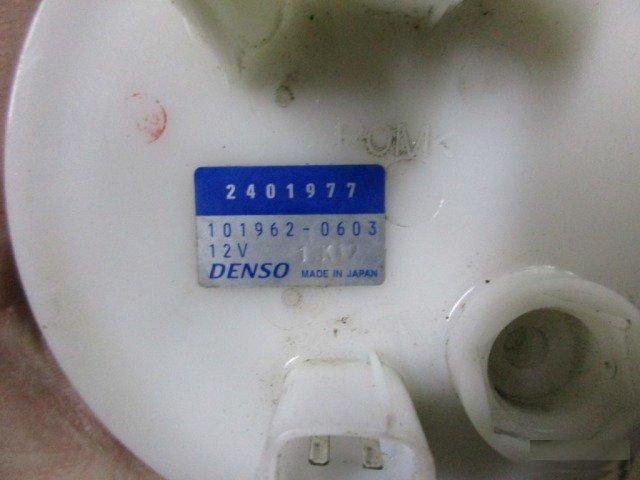 >POM<
2401977
101962-0603
12V
DENSO MADE IN JAPAN